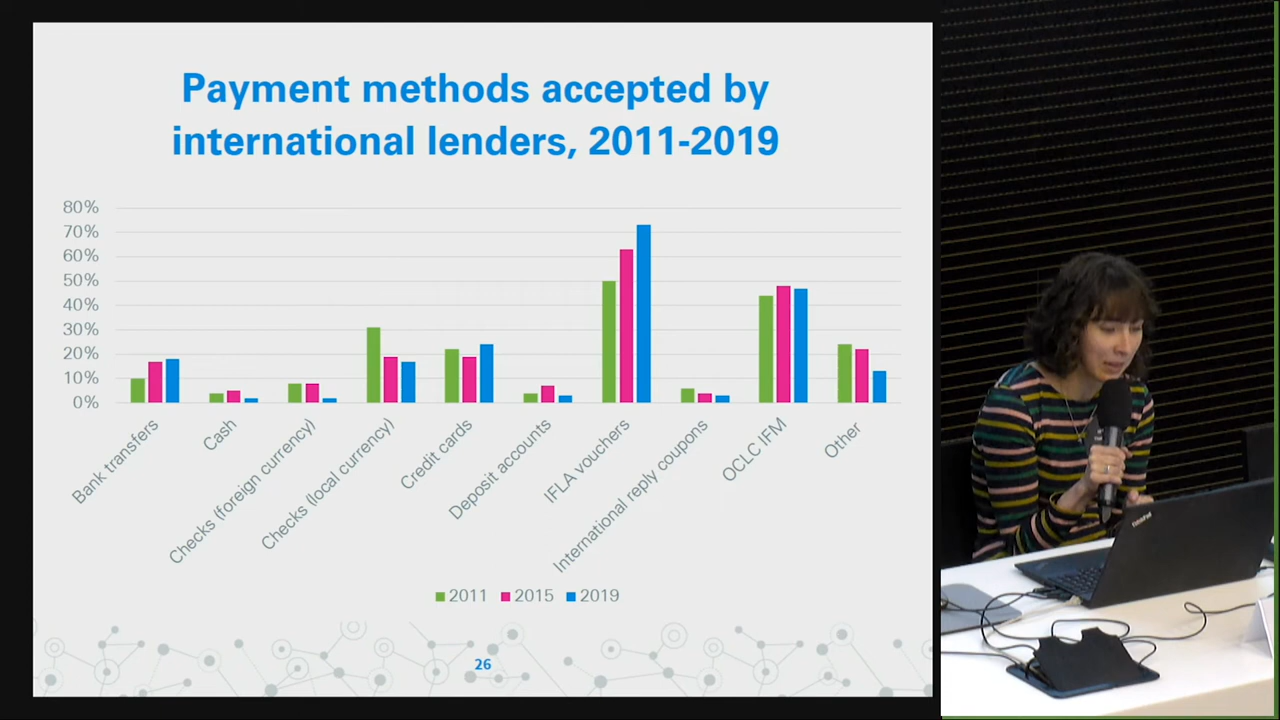 Payment methods accepted by
international lenders, 2011-2019
80%
70%
60%
50%
40%
30%
20%
10%
0%
Bank transfers
Cash
Checks (foreign currency)
Checks (local currency)
Credit cards
Deposit accounts
IFLA vouchers
International reply coupons
OCLC IFM
Other
2011 2015 2019
26
ThinkPad